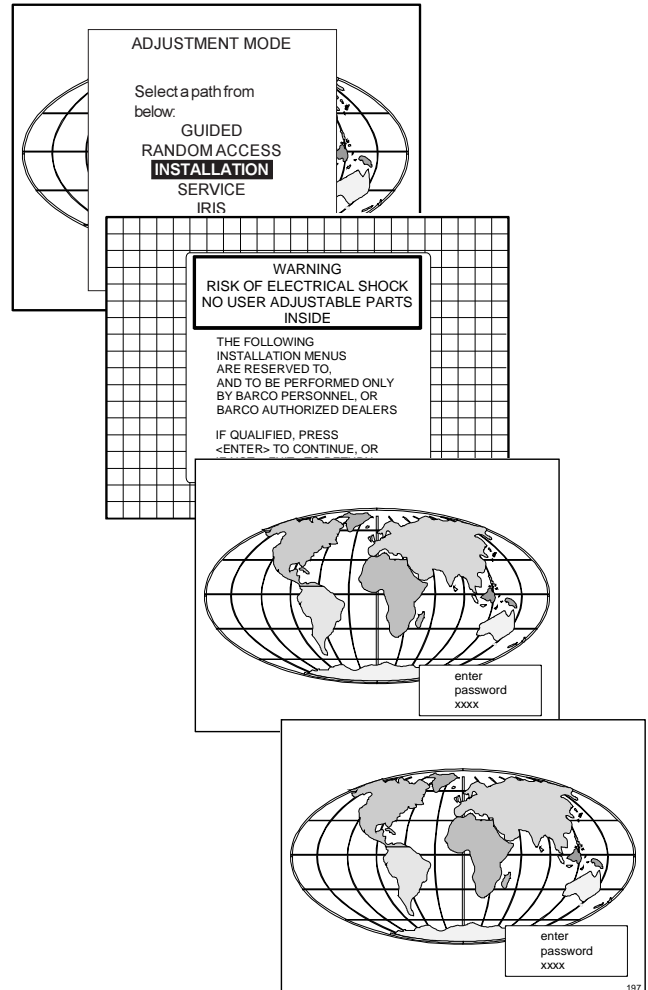 ADJUSTMENT MODE
Select a path from
below:
GUIDED
RANDOM ACCESS
INSTALLATION
SERVICE
IRIS
WARNING
RISK OF ELECTRICAL SHOCK
NO USER ADJUSTABLE PARTS
INSIDE
THE FOLLOWING
INSTALLATION MENUS
ARE RESERVED TO,
AND TO BE PERFORMED ONLY
BY BARCO PERSONNEL, OR
BARCO AUTHORIZED DEALERS
IF QUALIFIED, PRESS
<ENTER> TO CONTINUE, OR
enter
password
xxxx
enter
password
xxxx
197